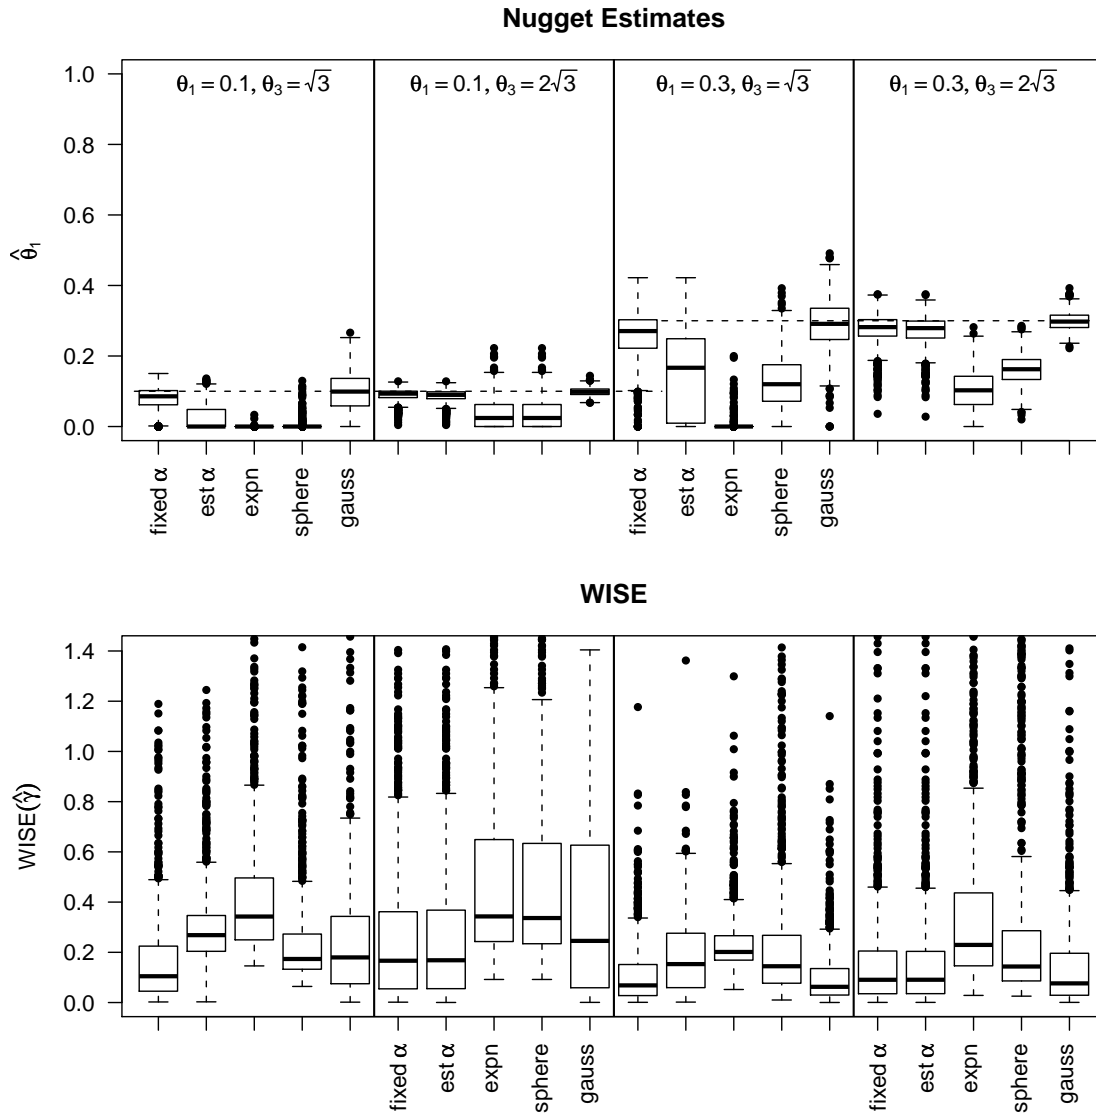 Nugget Estimates
θ₁ = 0.1, θ₃ = √3 θ₁ = 0.1, θ₃ = 2√3 θ₁ = 0.3, θ₃ = √3 θ₁ = 0.3, θ₃ = 2√3
1.0
0.8
0.6
0.4
0.2
0.0
θ̂₁
fixed α est α expn sphere gauss fixed α est α expn sphere gauss
WISE
1.4
1.2
1.0
0.8
0.6
0.4
0.2
0.0
WISE(γ̂)
fixed α est α expn sphere gauss fixed α est α expn sphere gauss